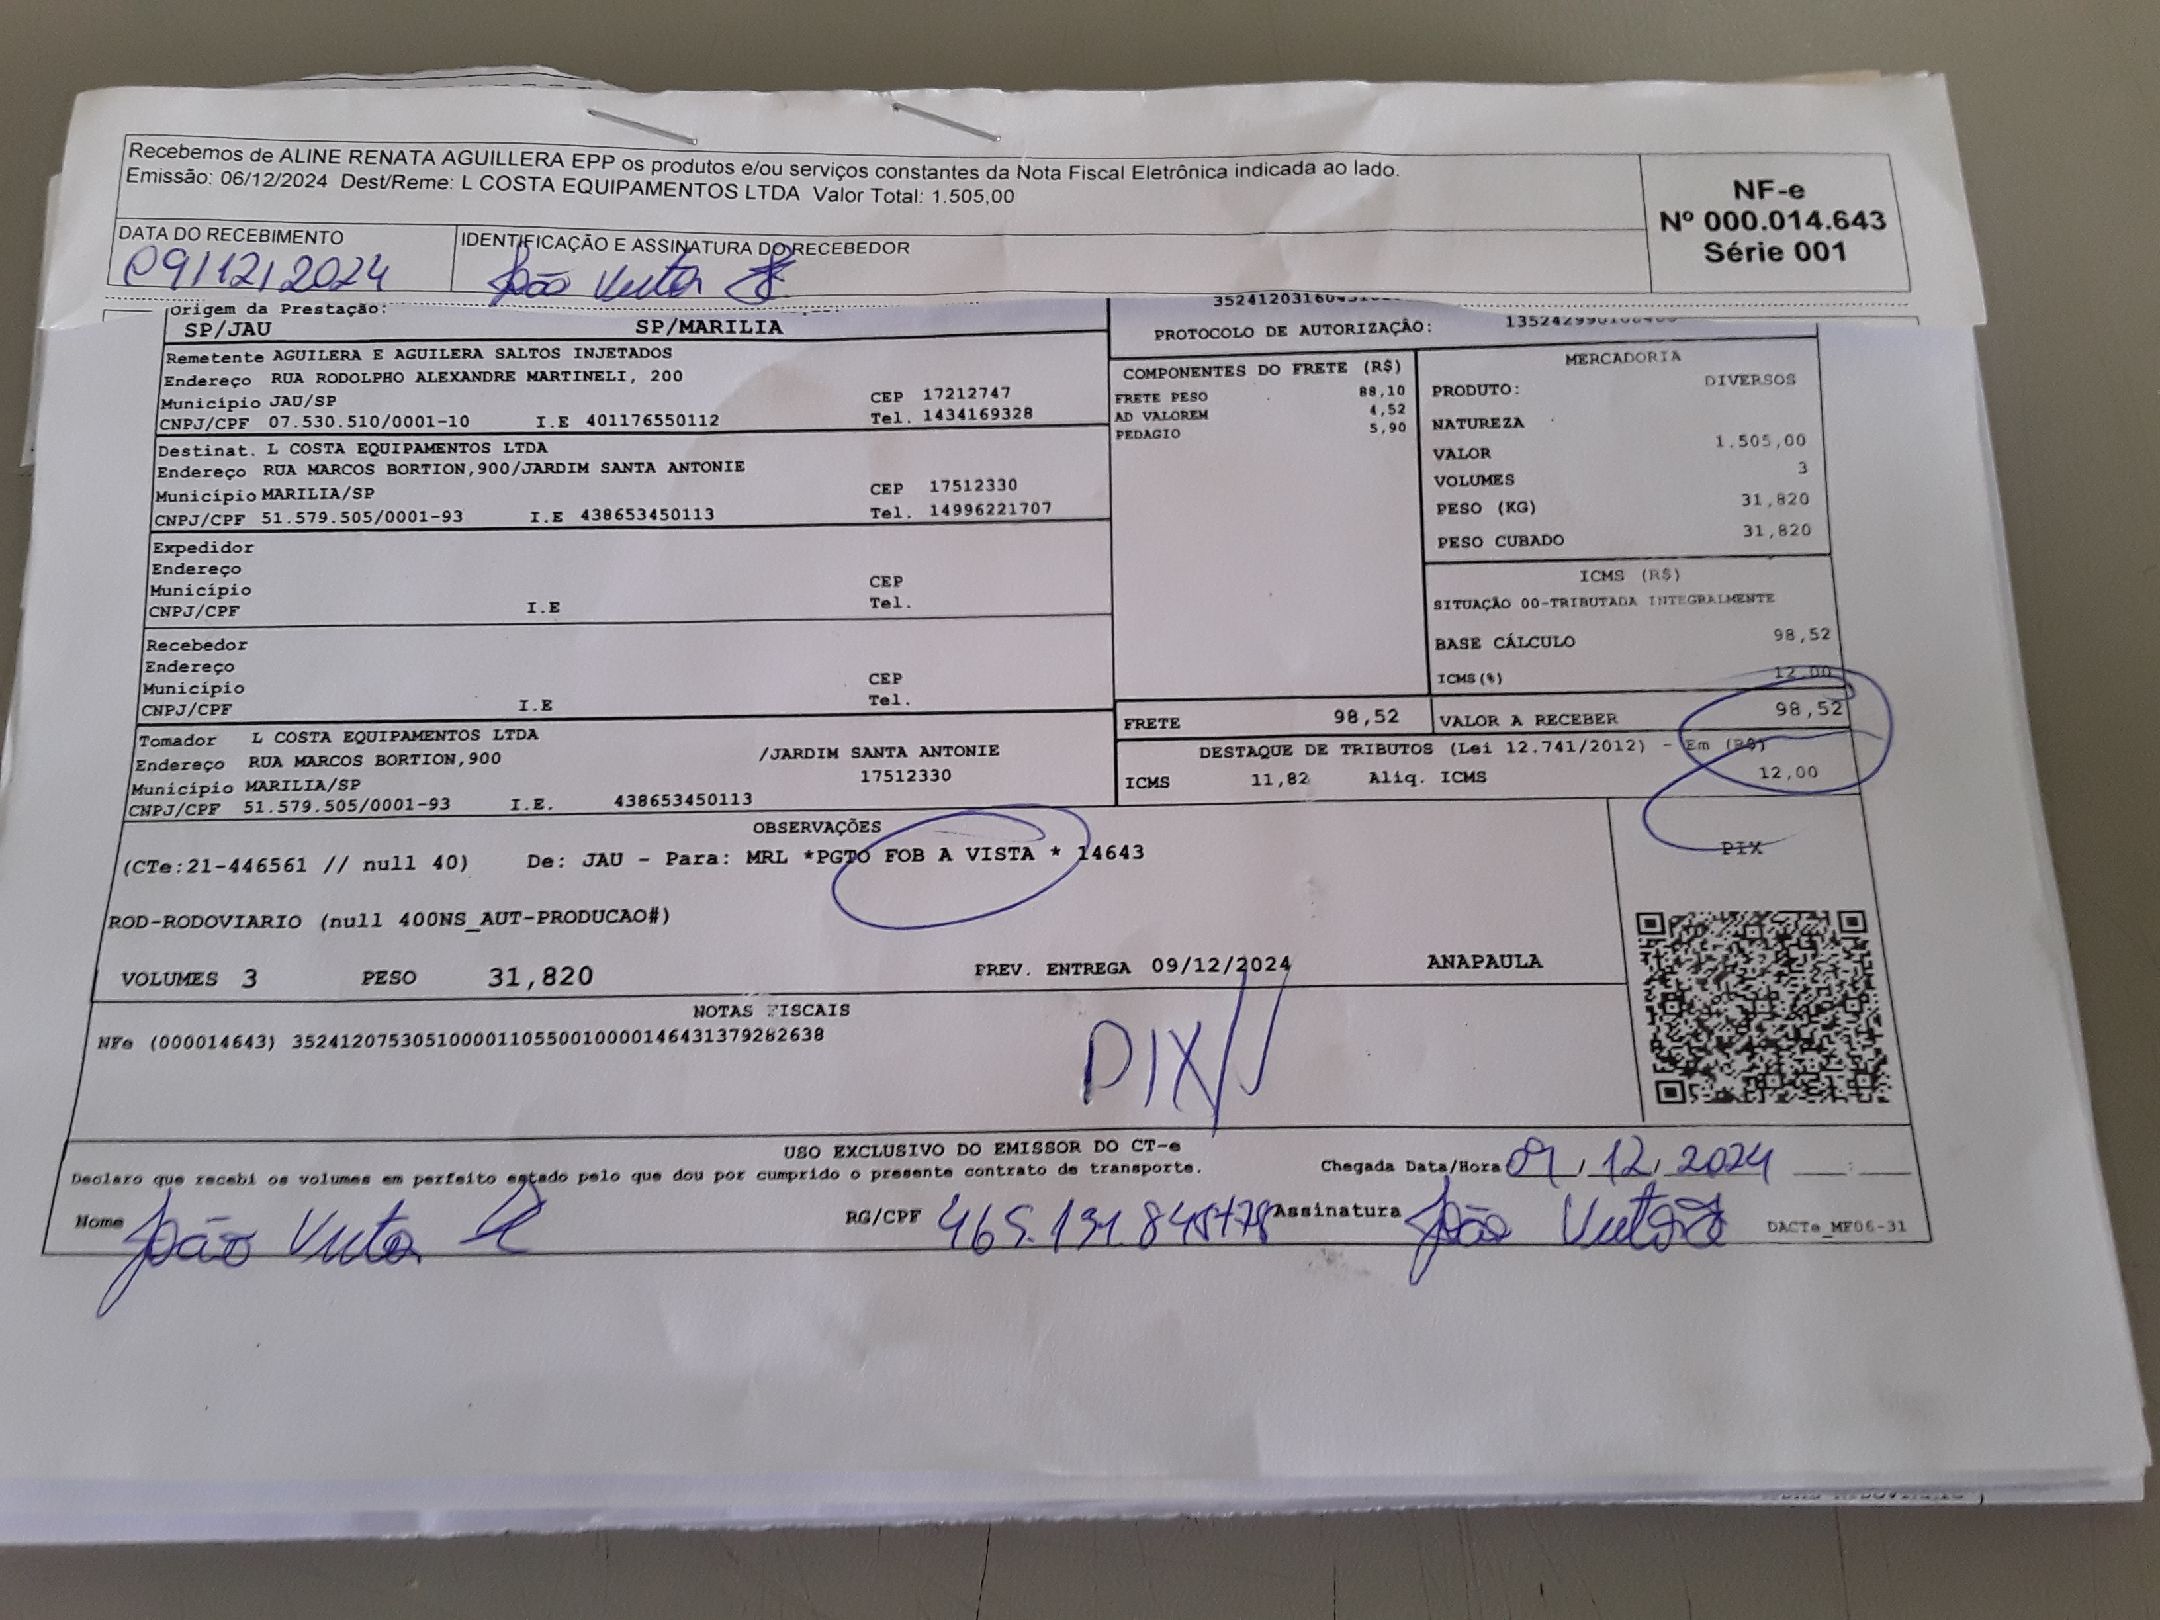 Recebemos de ALINE RENATA AGUILLERA EPP os produtos e/ou serviços constantes da Nota Fiscal Eletrônica indicada ao lado.
Emissão: 06/12/2024 Dest/Reme: L COSTA EQUIPAMENTOS LTDA Valor Total: 1.505,00
NF-e
Nº 000.014.643
Série 001
DATA DO RECEBIMENTO
09/12/2024
IDENTIFICAÇÃO E ASSINATURA DO RECEBEDOR
João
Origem da Prestação:
SP/JAU SP/MARILIA
PROTOCOLO DE AUTORIZAÇÃO:
Remetente AGUILERA E AGUILERA SALTOS INJETADOS
Endereço RUA RODOLPHO ALEXANDRE MARTINELI, 200
Município JAU/SP CEP 17212747
CNPJ/CPF 07.530.510/0001-10 I.E 401176550112 Tel. 1434169328
Destinat. L COSTA EQUIPAMENTOS LTDA
Endereço RUA MARCOS BORTION,900/JARDIM SANTA ANTONIE
Município MARILIA/SP CEP 17512330
CNPJ/CPF 51.579.505/0001-93 I.E 438653450113 Tel. 14996221707
Expedidor
Endereço
Município CEP
CNPJ/CPF I.E Tel.
Recebedor
Endereço
Município CEP
CNPJ/CPF I.E Tel.
Tomador L COSTA EQUIPAMENTOS LTDA
Endereço RUA MARCOS BORTION,900 /JARDIM SANTA ANTONIE
Município MARILIA/SP 17512330
CNPJ/CPF 51.579.505/0001-93 I.E. 438653450113
COMPONENTES DO FRETE (R$)
FRETE PESO 88,10
AD VALOREM 4,52
PEDAGIO 5,90
MERCADORIA
PRODUTO: DIVERSOS
NATUREZA
VALOR 1.505,00
VOLUMES 3
PESO (KG) 31,820
PESO CUBADO 31,820
ICMS (R$)
SITUAÇÃO 00-TRIBUTADA INTEGRALMENTE
BASE CÁLCULO 98,52
ICMS(%) 12,00
FRETE 98,52 VALOR A RECEBER 98,52
DESTAQUE DE TRIBUTOS (Lei 12.741/2012) - Em (R$)
ICMS 11,82 Aliq. ICMS 12,00
OBSERVAÇÕES
(CTe:21-446561 // null 40) De: JAU - Para: MRL *PGTO FOB A VISTA * 14643
PIX
ROD-RODOVIARIO (null 400NS_AUT-PRODUCAO#)
VOLUMES 3 PESO 31,820 PREV. ENTREGA 09/12/2024 ANAPAULA
NOTAS FISCAIS
NFe (000014643) 35241207530510000110550010000146431379282638
PIX
USO EXCLUSIVO DO EMISSOR DO CT-e
Declaro que recebi os volumes em perfeito estado pelo que dou por cumprido o presente contrato de transporte.
Chegada Data/Hora 09/12/2024 ____:____
Nome João
RG/CPF
Assinatura João
DACTe_MF06-31